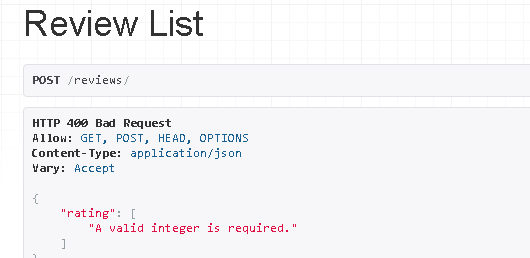 Review List
POST /reviews/
HTTP 400 Bad Request
Allow: GET, POST, HEAD, OPTIONS
Content-Type: application/json
Vary: Accept
{
"rating": [
"A valid integer is required."
]
}